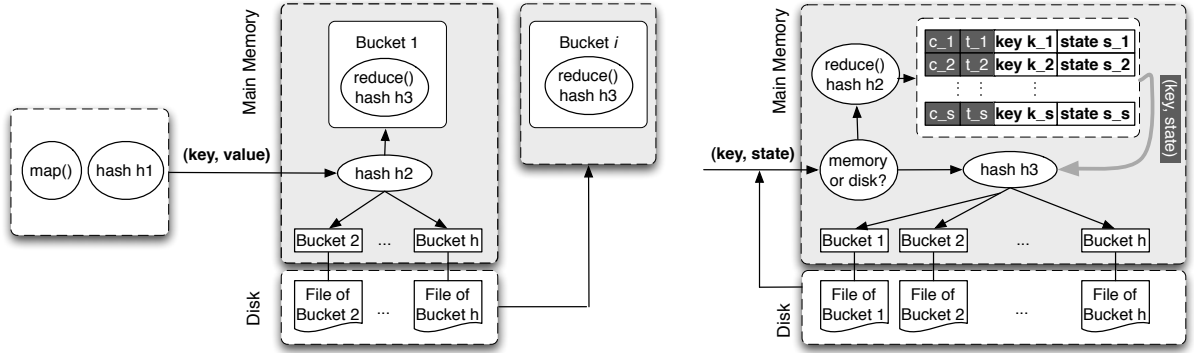 map()
hash h1
(key, value)
Main Memory
Bucket 1
reduce()
hash h3
hash h2
Bucket 2
...
Bucket h
Disk
File of
Bucket 2
...
File of
Bucket h
Bucket i
reduce()
hash h3
(key, state)
Main Memory
reduce()
hash h2
c_1 t_1 key k_1 state s_1
c_2 t_2 key k_2 state s_2
⋮ ⋮ ⋮ ⋮
c_s t_s key k_s state s_s
(key, state)
memory
or disk?
hash h3
Bucket 1
Bucket 2
...
Bucket h
Disk
File of
Bucket 1
File of
Bucket 2
...
File of
Bucket h